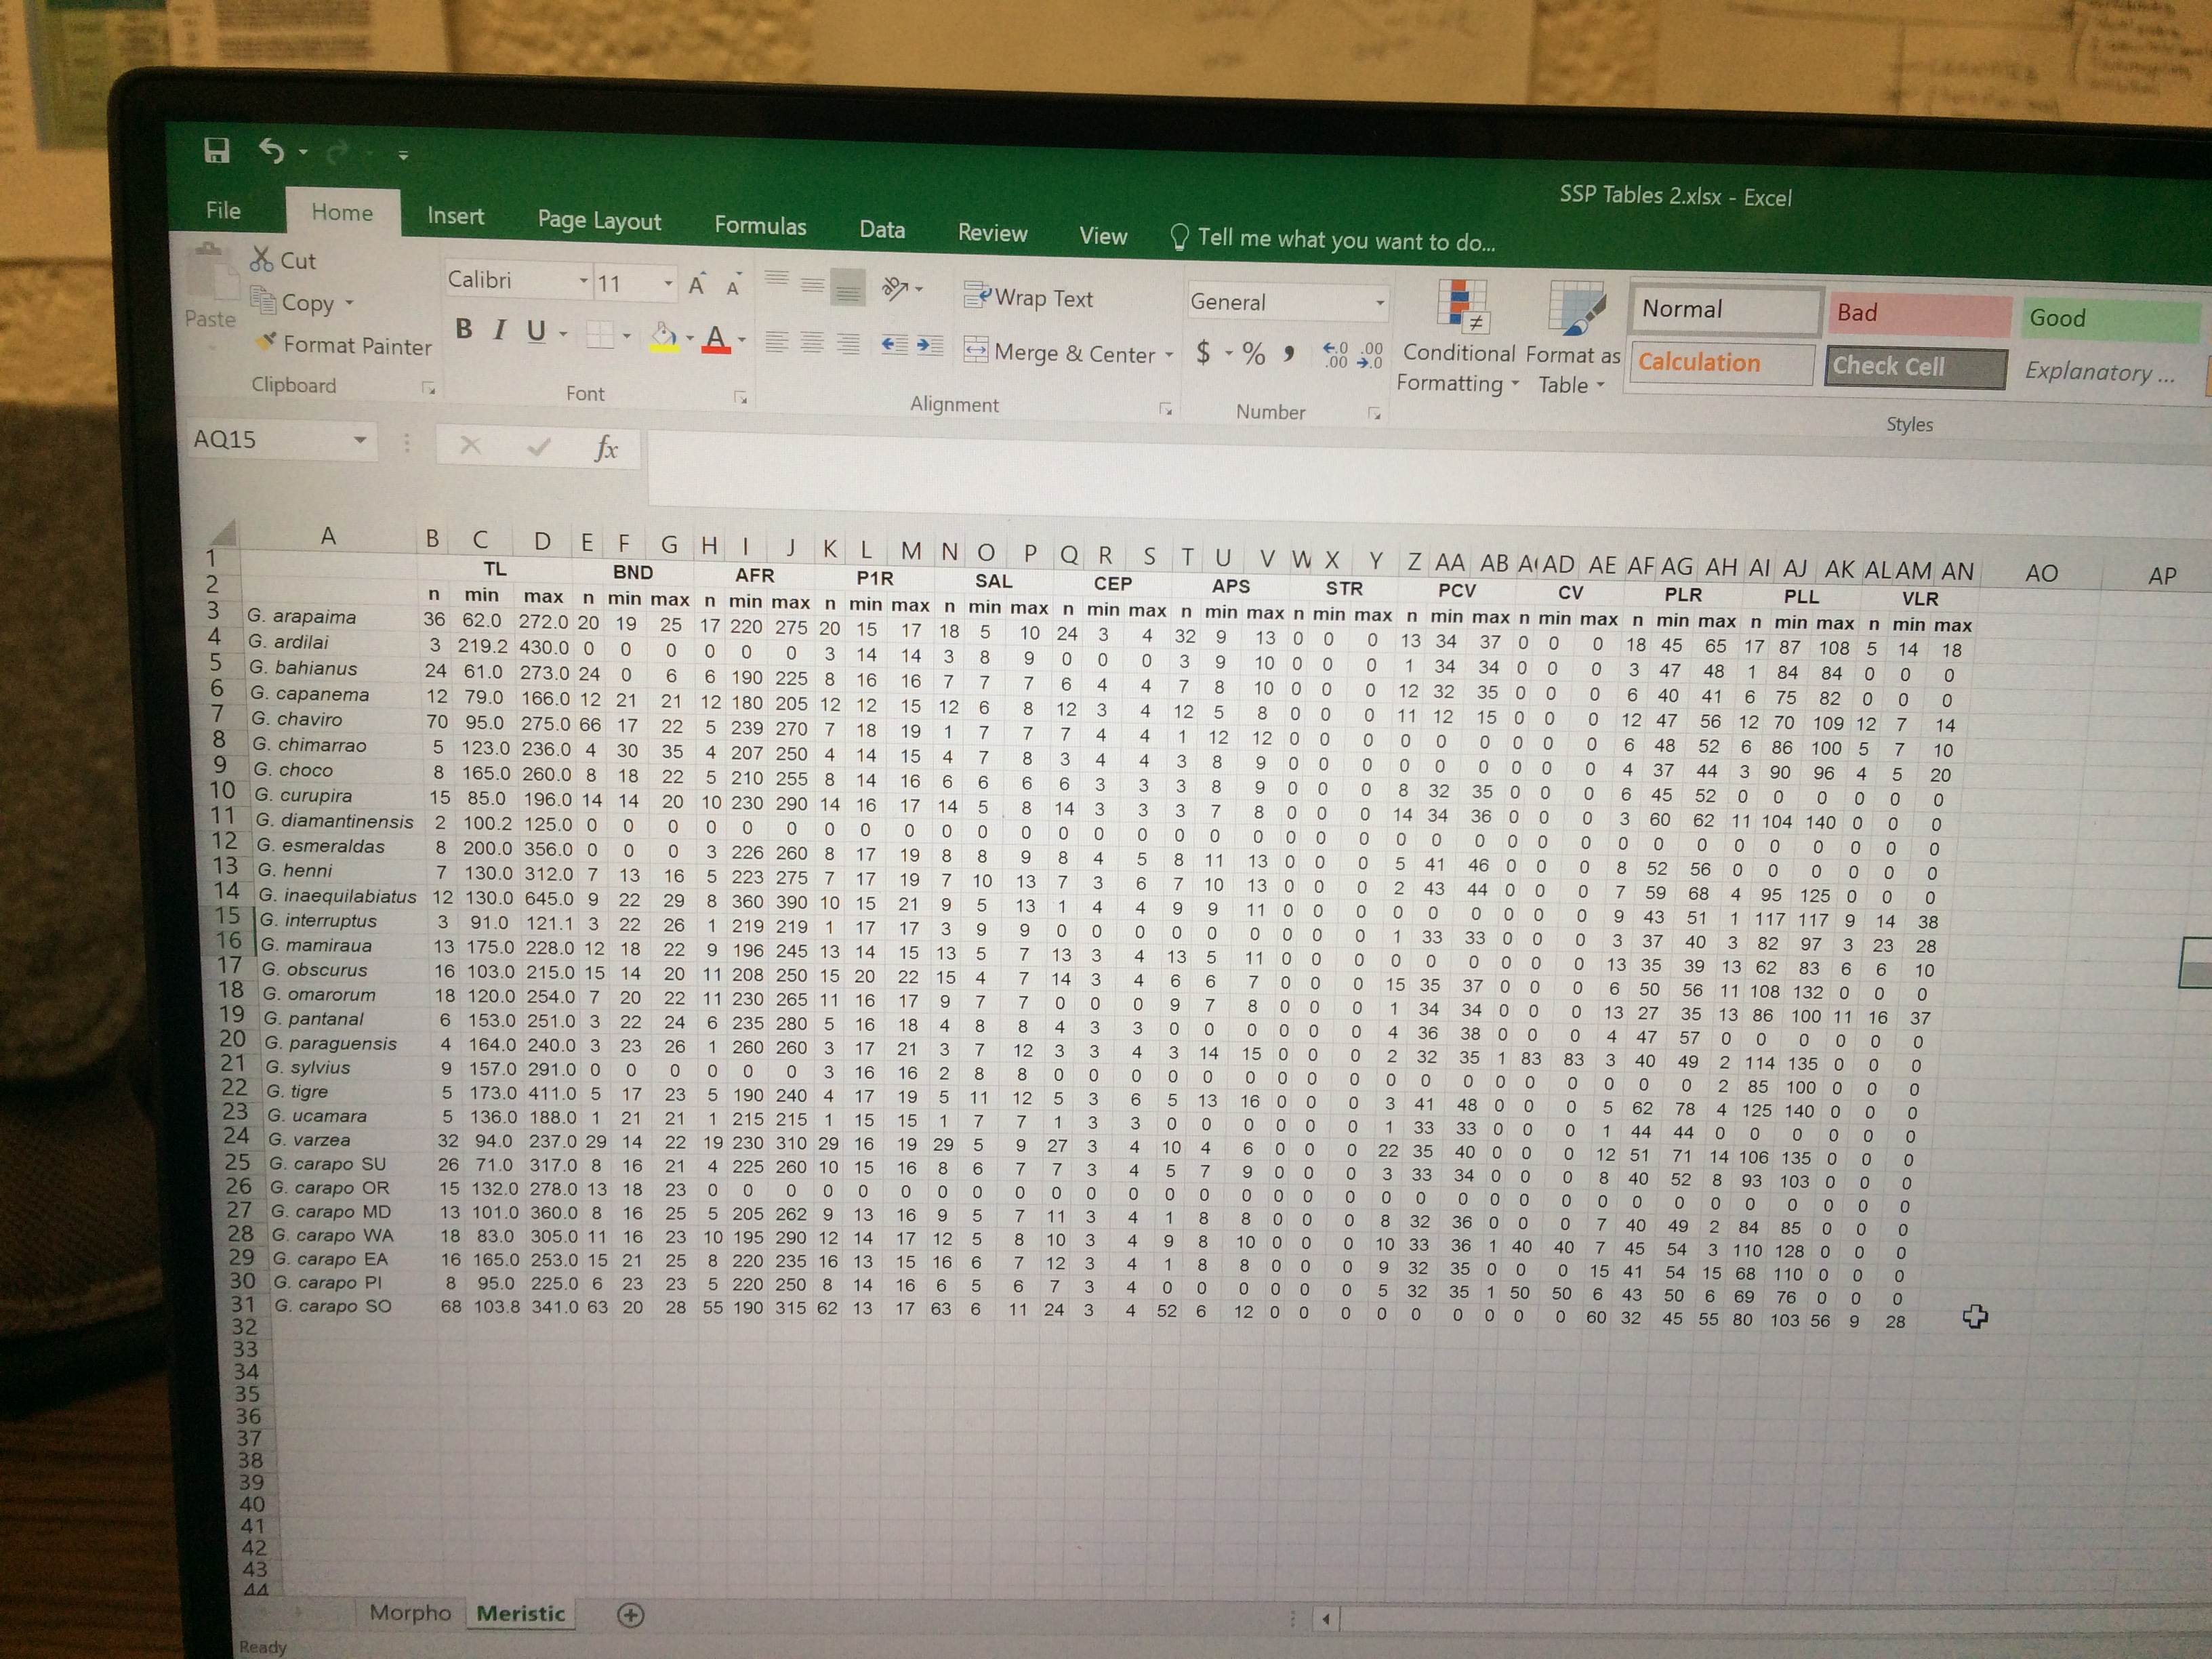 SSP Tables 2.xlsx - Excel
File Home Insert Page Layout Formulas Data Review View Tell me what you want to do...
Cut
Copy
Format Painter
Paste
Clipboard
Calibri 11 A A
B I U A
Font
Wrap Text
Merge & Center
Alignment
General
$ % , .0 .00 .00 .0
Number
Conditional Formatting
Format as Table
Normal Bad Good
Calculation Check Cell Explanatory ...
Styles
AQ15 fx
A B C D E F G H I J K L M N O P Q R S T U V W X Y Z AA AB AD AE AF AG AH AI AJ AK AL AM AN AO AP
1 TL BND AFR P1R SAL CEP APS STR PCV CV PLR PLL VLR
2 n min max n min max n min max n min max n min max n min max n min max n min max n min max n min max n min max n min max n min max
3 G. arapaima 36 62.0 272.0 20 19 25 17 220 275 20 15 17 18 5 10 24 3 4 32 9 13 0 0 0 13 34 37 0 0 0 18 45 65 17 87 108 5 14 18
4 G. ardilai 3 219.2 430.0 0 0 0 0 0 0 3 14 14 3 8 9 0 0 0 3 9 10 0 0 0 1 34 34 0 0 0 3 47 48 1 84 84 0 0 0
5 G. bahianus 24 61.0 273.0 24 0 6 6 190 225 8 16 16 7 7 7 6 4 4 7 8 10 0 0 0 12 32 35 0 0 0 6 40 41 6 75 82 0 0 0
6 G. capanema 12 79.0 166.0 12 21 21 12 180 205 12 12 15 12 6 8 12 3 4 12 5 8 0 0 0 11 12 15 0 0 0 12 47 56 12 70 109 12 7 14
7 G. chaviro 70 95.0 275.0 66 17 22 5 239 270 7 18 19 1 7 7 7 4 4 1 12 12 0 0 0 0 0 0 0 0 0 6 48 52 6 86 100 5 7 10
8 G. chimarrao 5 123.0 236.0 4 30 35 4 207 250 4 14 15 4 7 8 3 4 4 3 8 9 0 0 0 0 0 0 0 0 0 4 37 44 3 90 96 4 5 20
9 G. choco 8 165.0 260.0 8 18 22 5 210 255 8 14 16 6 6 6 6 3 3 3 8 9 0 0 0 8 32 35 0 0 0 6 45 52 0 0 0 0 0 0
10 G. curupira 15 85.0 196.0 14 14 20 10 230 290 14 16 17 14 5 8 14 3 3 3 7 8 0 0 0 14 34 36 0 0 0 3 60 62 11 104 140 0 0 0
11 G. diamantinensis 2 100.2 125.0 0 0 0 0 0 0 0 0 0 0 0 0 0 0 0 0 0 0 0 0 0 0 0 0 0 0 0 0 0 0 0 0 0 0 0 0
12 G. esmeraldas 8 200.0 356.0 0 0 0 3 226 260 8 17 19 8 8 9 8 4 5 8 11 13 0 0 0 5 41 46 0 0 0 8 52 56 0 0 0 0 0 0
13 G. henni 7 130.0 312.0 7 13 16 5 223 275 7 17 19 7 10 13 7 3 6 7 10 13 0 0 0 2 43 44 0 0 0 7 59 68 4 95 125 0 0 0
14 G. inaequilabiatus 12 130.0 645.0 9 22 29 8 360 390 10 15 21 9 5 13 1 4 4 9 9 11 0 0 0 0 0 0 0 0 0 9 43 51 1 117 117 9 14 38
15 G. interruptus 3 91.0 121.1 3 22 26 1 219 219 1 17 17 3 9 9 0 0 0 0 0 0 0 0 0 1 33 33 0 0 0 3 37 40 3 82 97 3 23 28
16 G. mamiraua 13 175.0 228.0 12 18 22 9 196 245 13 14 15 13 5 7 13 3 4 13 5 11 0 0 0 0 0 0 0 0 0 13 35 39 13 62 83 6 6 10
17 G. obscurus 16 103.0 215.0 15 14 20 11 208 250 15 20 22 15 4 7 14 3 4 6 6 7 0 0 0 15 35 37 0 0 0 6 50 56 11 108 132 0 0 0
18 G. omarorum 18 120.0 254.0 7 20 22 11 230 265 11 16 17 9 7 7 0 0 0 9 7 8 0 0 0 1 34 34 0 0 0 13 27 35 13 86 100 11 16 37
19 G. pantanal 6 153.0 251.0 3 22 24 6 235 280 5 16 18 4 8 8 4 3 3 0 0 0 0 0 0 4 36 38 0 0 0 4 47 57 0 0 0 0 0 0
20 G. paraguensis 4 164.0 240.0 3 23 26 1 260 260 3 17 21 3 7 12 3 3 4 3 14 15 0 0 0 2 32 35 1 83 83 3 40 49 2 114 135 0 0 0
21 G. sylvius 9 157.0 291.0 0 0 0 0 0 0 3 16 16 2 8 8 0 0 0 0 0 0 0 0 0 0 0 0 0 0 0 0 0 0 2 85 100 0 0 0
22 G. tigre 5 173.0 411.0 5 17 23 5 190 240 4 17 19 5 11 12 5 3 6 5 13 16 0 0 0 3 41 48 0 0 0 5 62 78 4 125 140 0 0 0
23 G. ucamara 5 136.0 188.0 1 21 21 1 215 215 1 15 15 1 7 7 1 3 3 0 0 0 0 0 0 1 33 33 0 0 0 1 44 44 0 0 0 0 0 0
24 G. varzea 32 94.0 237.0 29 14 22 19 230 310 29 16 19 29 5 9 27 3 4 10 4 6 0 0 0 22 35 40 0 0 0 12 51 71 14 106 135 0 0 0
25 G. carapo SU 26 71.0 317.0 8 16 21 4 225 260 10 15 16 8 6 7 7 3 4 5 7 9 0 0 0 3 33 34 0 0 0 8 40 52 8 93 103 0 0 0
26 G. carapo OR 15 132.0 278.0 13 18 23 0 0 0 0 0 0 0 0 0 0 0 0 0 0 0 0 0 0 0 0 0 0 0 0 0 0 0 0 0 0 0 0 0
27 G. carapo MD 13 101.0 360.0 8 16 25 5 205 262 9 13 16 9 5 7 11 3 4 1 8 8 0 0 0 8 32 36 0 0 0 7 40 49 2 84 85 0 0 0
28 G. carapo WA 18 83.0 305.0 11 16 23 10 195 290 12 14 17 12 5 8 10 3 4 9 8 10 0 0 0 10 33 36 1 40 40 7 45 54 3 110 128 0 0 0
29 G. carapo EA 16 165.0 253.0 15 21 25 8 220 235 16 13 15 16 6 7 12 3 4 1 8 8 0 0 0 9 32 35 0 0 0 15 41 54 15 68 110 0 0 0
30 G. carapo PI 8 95.0 225.0 6 23 23 5 220 250 8 14 16 6 5 6 7 3 4 0 0 0 0 0 0 5 32 35 1 50 50 6 43 50 6 69 76 0 0 0
31 G. carapo SO 68 103.8 341.0 63 20 28 55 190 315 62 13 17 63 6 11 24 3 4 52 6 12 0 0 0 0 0 0 0 0 0 60 32 45 55 80 103 56 9 28
32
33
34
35
36
37
38
39
40
41
42
43
44
Morpho Meristic
Ready